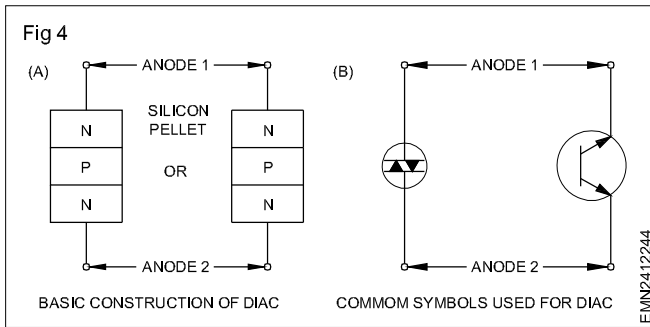 Fig 4
(A)
ANODE 1
N
P
N
SILICON
PELLET
OR
N
P
N
ANODE 2
BASIC CONSTRUCTION OF DIAC
(B)
ANODE 1
ANODE 2
COMMOM SYMBOLS USED FOR DIAC
EMN2412244